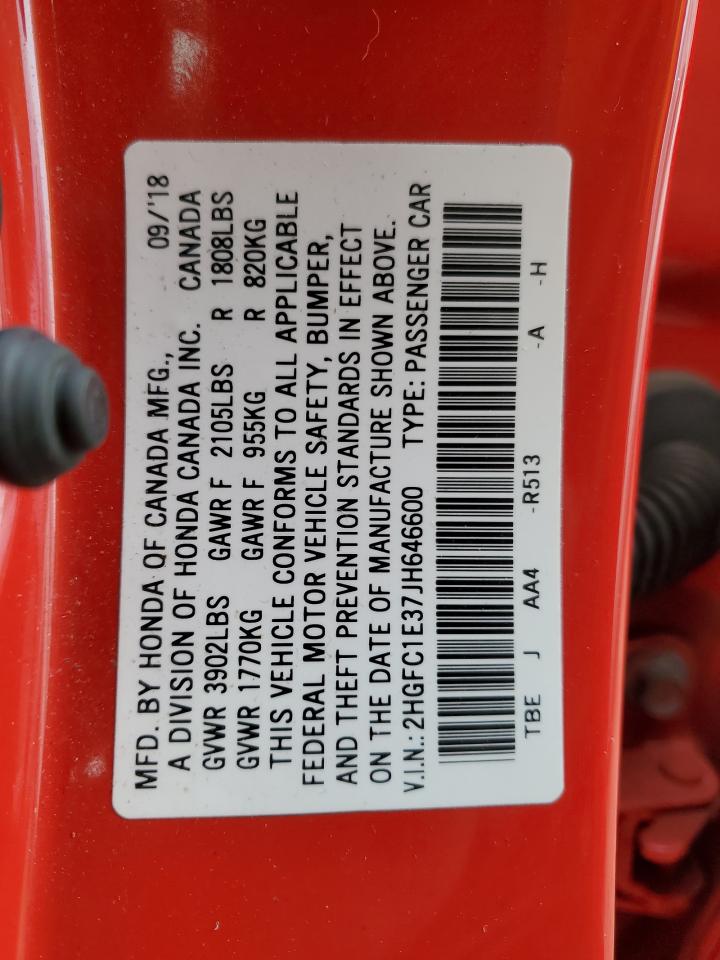 MFD. BY HONDA OF CANADA MFG., 09/'18
A DIVISION OF HONDA CANADA INC. CANADA
GVWR 3902LBS GAWR F 2105LBS R 1808LBS
GVWR 1770KG GAWR F 955KG R 820KG
THIS VEHICLE CONFORMS TO ALL APPLICABLE
FEDERAL MOTOR VEHICLE SAFETY, BUMPER,
AND THEFT PREVENTION STANDARDS IN EFFECT
ON THE DATE OF MANUFACTURE SHOWN ABOVE.
V.I.N.: 2HGFC1E37JH646600 TYPE: PASSENGER CAR
TBE J AA4 -R513 -A -H